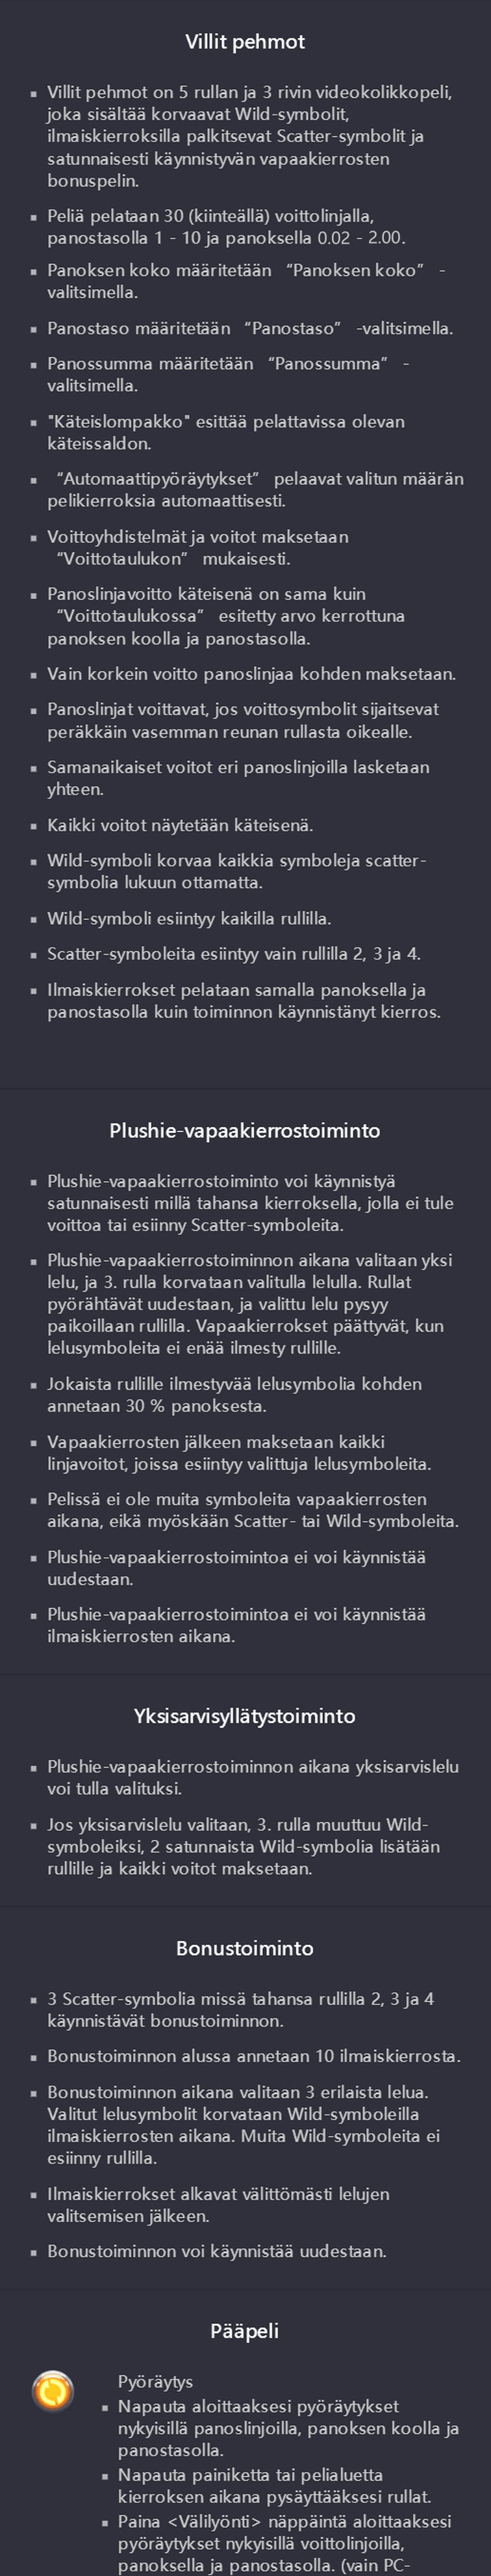 Villit pehmot
Villit pehmot on 5 rullan ja 3 rivin videokolikkopeli,
joka sisältää korvaavat Wild-symbolit,
ilmaiskierroksilla palkitsevat Scatter-symbolit ja
satunnaisesti käynnistyvän vapaakierrosten
bonuspelin.
Peliä pelataan 30 (kiinteällä) voittolinjalla,
panostasolla 1 - 10 ja panoksella 0.02 - 2.00.
Panoksen koko määritetään “Panoksen koko” -
valitsimella.
Panostaso määritetään “Panostaso” -valitsimella.
Panossumma määritetään “Panossumma” -
valitsimella.
"Käteislompakko" esittää pelattavissa olevan
käteissaldon.
“Automaattipyöräytykset” pelaavat valitun määrän
pelikierroksia automaattisesti.
Voittoyhdistelmät ja voitot maksetaan
“Voittotaulukon” mukaisesti.
Panoslinjavoitto käteisenä on sama kuin
“Voittotaulukossa” esitetty arvo kerrottuna
panoksen koolla ja panostasolla.
Vain korkein voitto panoslinjaa kohden maksetaan.
Panoslinjat voittavat, jos voittosymbolit sijaitsevat
peräkkäin vasemman reunan rullasta oikealle.
Samanaikaiset voitot eri panoslinjoilla lasketaan
yhteen.
Kaikki voitot näytetään käteisenä.
Wild-symboli korvaa kaikkia symboleja scatter-
symbolia lukuun ottamatta.
Wild-symboli esiintyy kaikilla rullilla.
Scatter-symboleita esiintyy vain rullilla 2, 3 ja 4.
Ilmaiskierrokset pelataan samalla panoksella ja
panostasolla kuin toiminnon käynnistänyt kierros.
Plushie-vapaakierrostoiminto
Plushie-vapaakierrostoiminto voi käynnistyä
satunnaisesti millä tahansa kierroksella, jolla ei tule
voittoa tai esiinny Scatter-symboleita.
Plushie-vapaakierrostoiminnon aikana valitaan yksi
lelu, ja 3. rulla korvataan valitulla lelulla. Rullat
pyörähtävät uudestaan, ja valittu lelu pysyy
paikoillaan rullilla. Vapaakierrokset päättyvät, kun
lelusymboleita ei enää ilmesty rullille.
Jokaista rullille ilmestyvää lelusymbolia kohden
annetaan 30 % panoksesta.
Vapaakierrosten jälkeen maksetaan kaikki
linjavoitot, joissa esiintyy valittuja lelusymboleita.
Pelissä ei ole muita symboleita vapaakierrosten
aikana, eikä myöskään Scatter- tai Wild-symboleita.
Plushie-vapaakierrostoimintoa ei voi käynnistää
uudestaan.
Plushie-vapaakierrostoimintoa ei voi käynnistää
ilmaiskierrosten aikana.
Yksisarvisyllätystoiminto
Plushie-vapaakierrostoiminnon aikana yksisarvislelu
voi tulla valituksi.
Jos yksisarvislelu valitaan, 3. rulla muuttuu Wild-
symboleiksi, 2 satunnaista Wild-symbolia lisätään
rullille ja kaikki voitot maksetaan.
Bonustoiminto
3 Scatter-symbolia missä tahansa rullilla 2, 3 ja 4
käynnistävät bonustoiminnon.
Bonustoiminnon alussa annetaan 10 ilmaiskierrosta.
Bonustoiminnon aikana valitaan 3 erilaista lelua.
Valitut lelusymbolit korvataan Wild-symboleilla
ilmaiskierrosten aikana. Muita Wild-symboleita ei
esiinny rullilla.
Ilmaiskierrokset alkavat välittömästi lelujen
valitsemisen jälkeen.
Bonustoiminnon voi käynnistää uudestaan.
Pääpeli
Pyöräytys
Napauta aloittaaksesi pyöräytykset
nykyisillä panoslinjoilla, panoksen koolla ja
panostasolla.
Napauta painiketta tai pelialuetta
kierroksen aikana pysäyttääksesi rullat.
Paina <Välilyönti> näppäintä aloittaaksesi
pyöräytykset nykyisillä voittolinjoilla,
panoksella ja panostasolla. (vain PC-